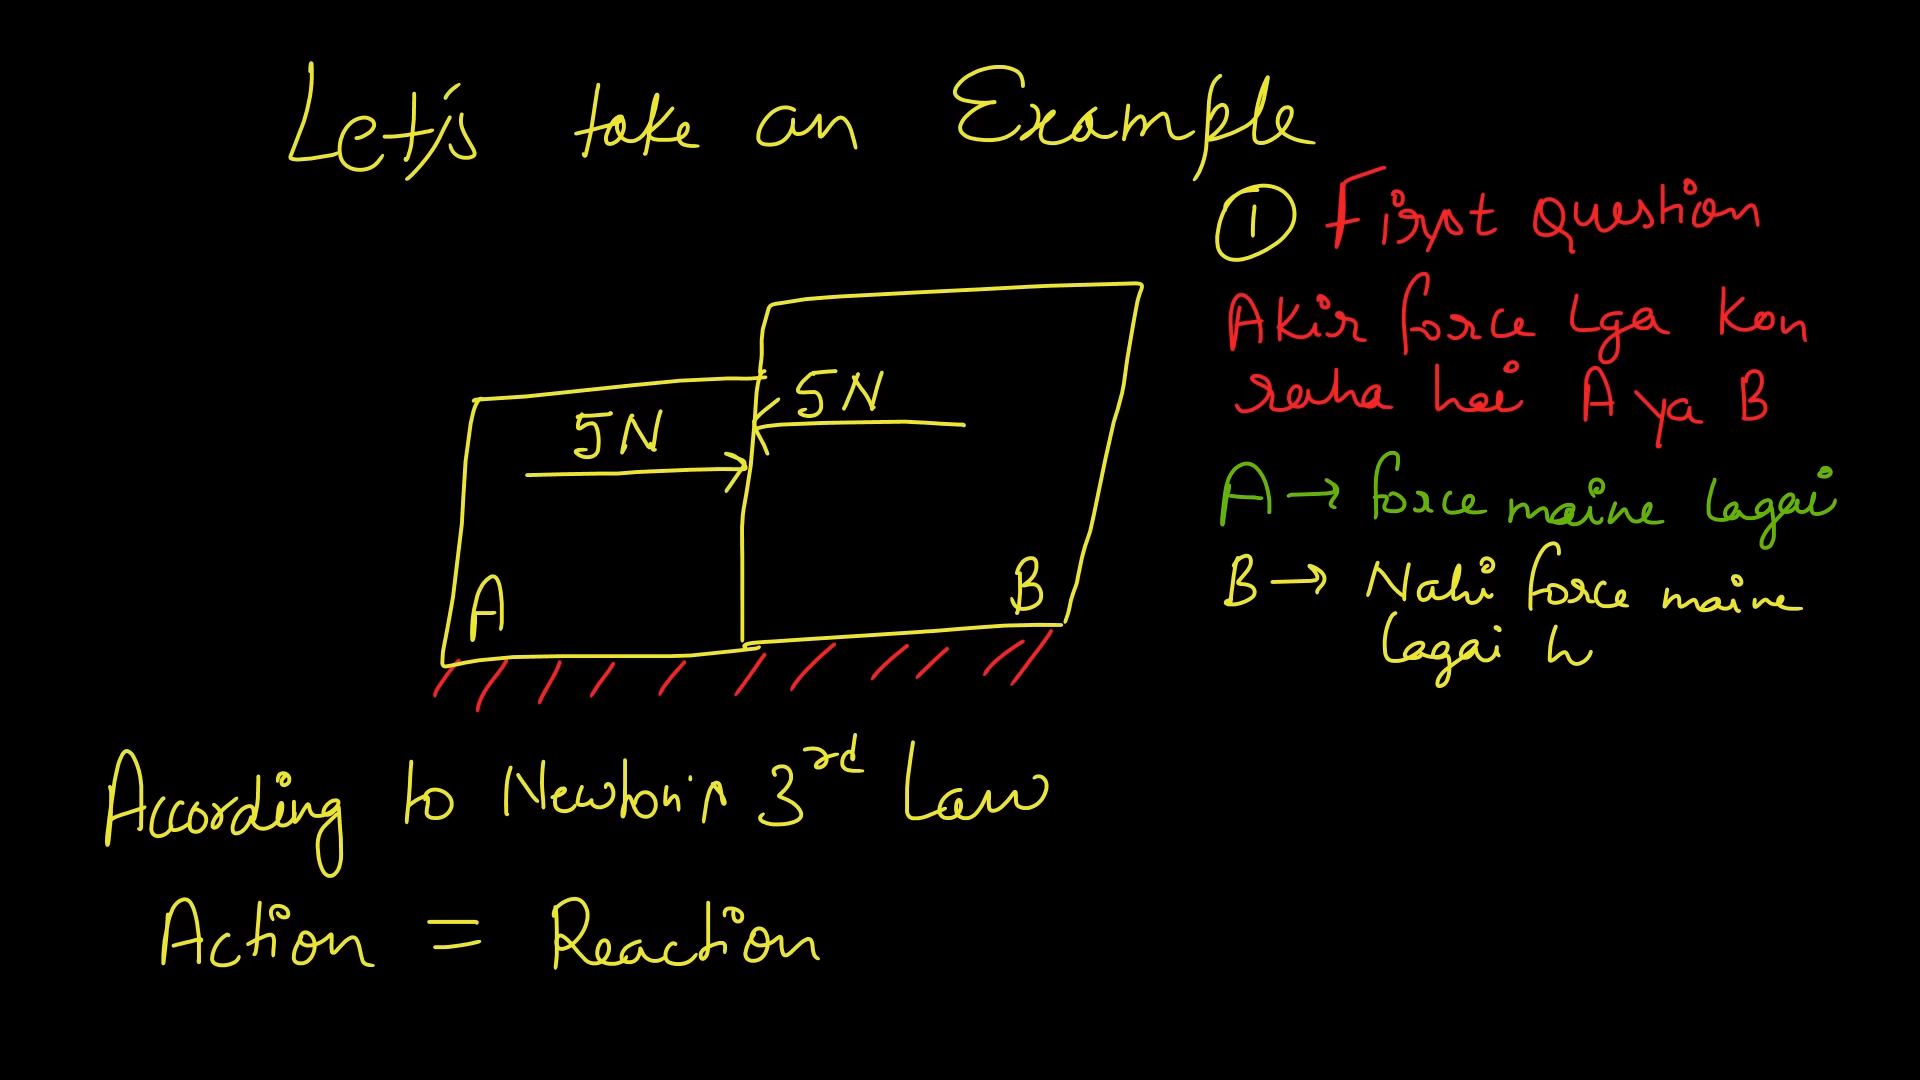 Let's take an Example
① First Question
Akir force Lga Kon
raha hai A ya B
A → force maine lagai
B → Nahi force maine
lagai h
5N
5N
A
B
According to Newton's 3rd Law
Action = Reaction